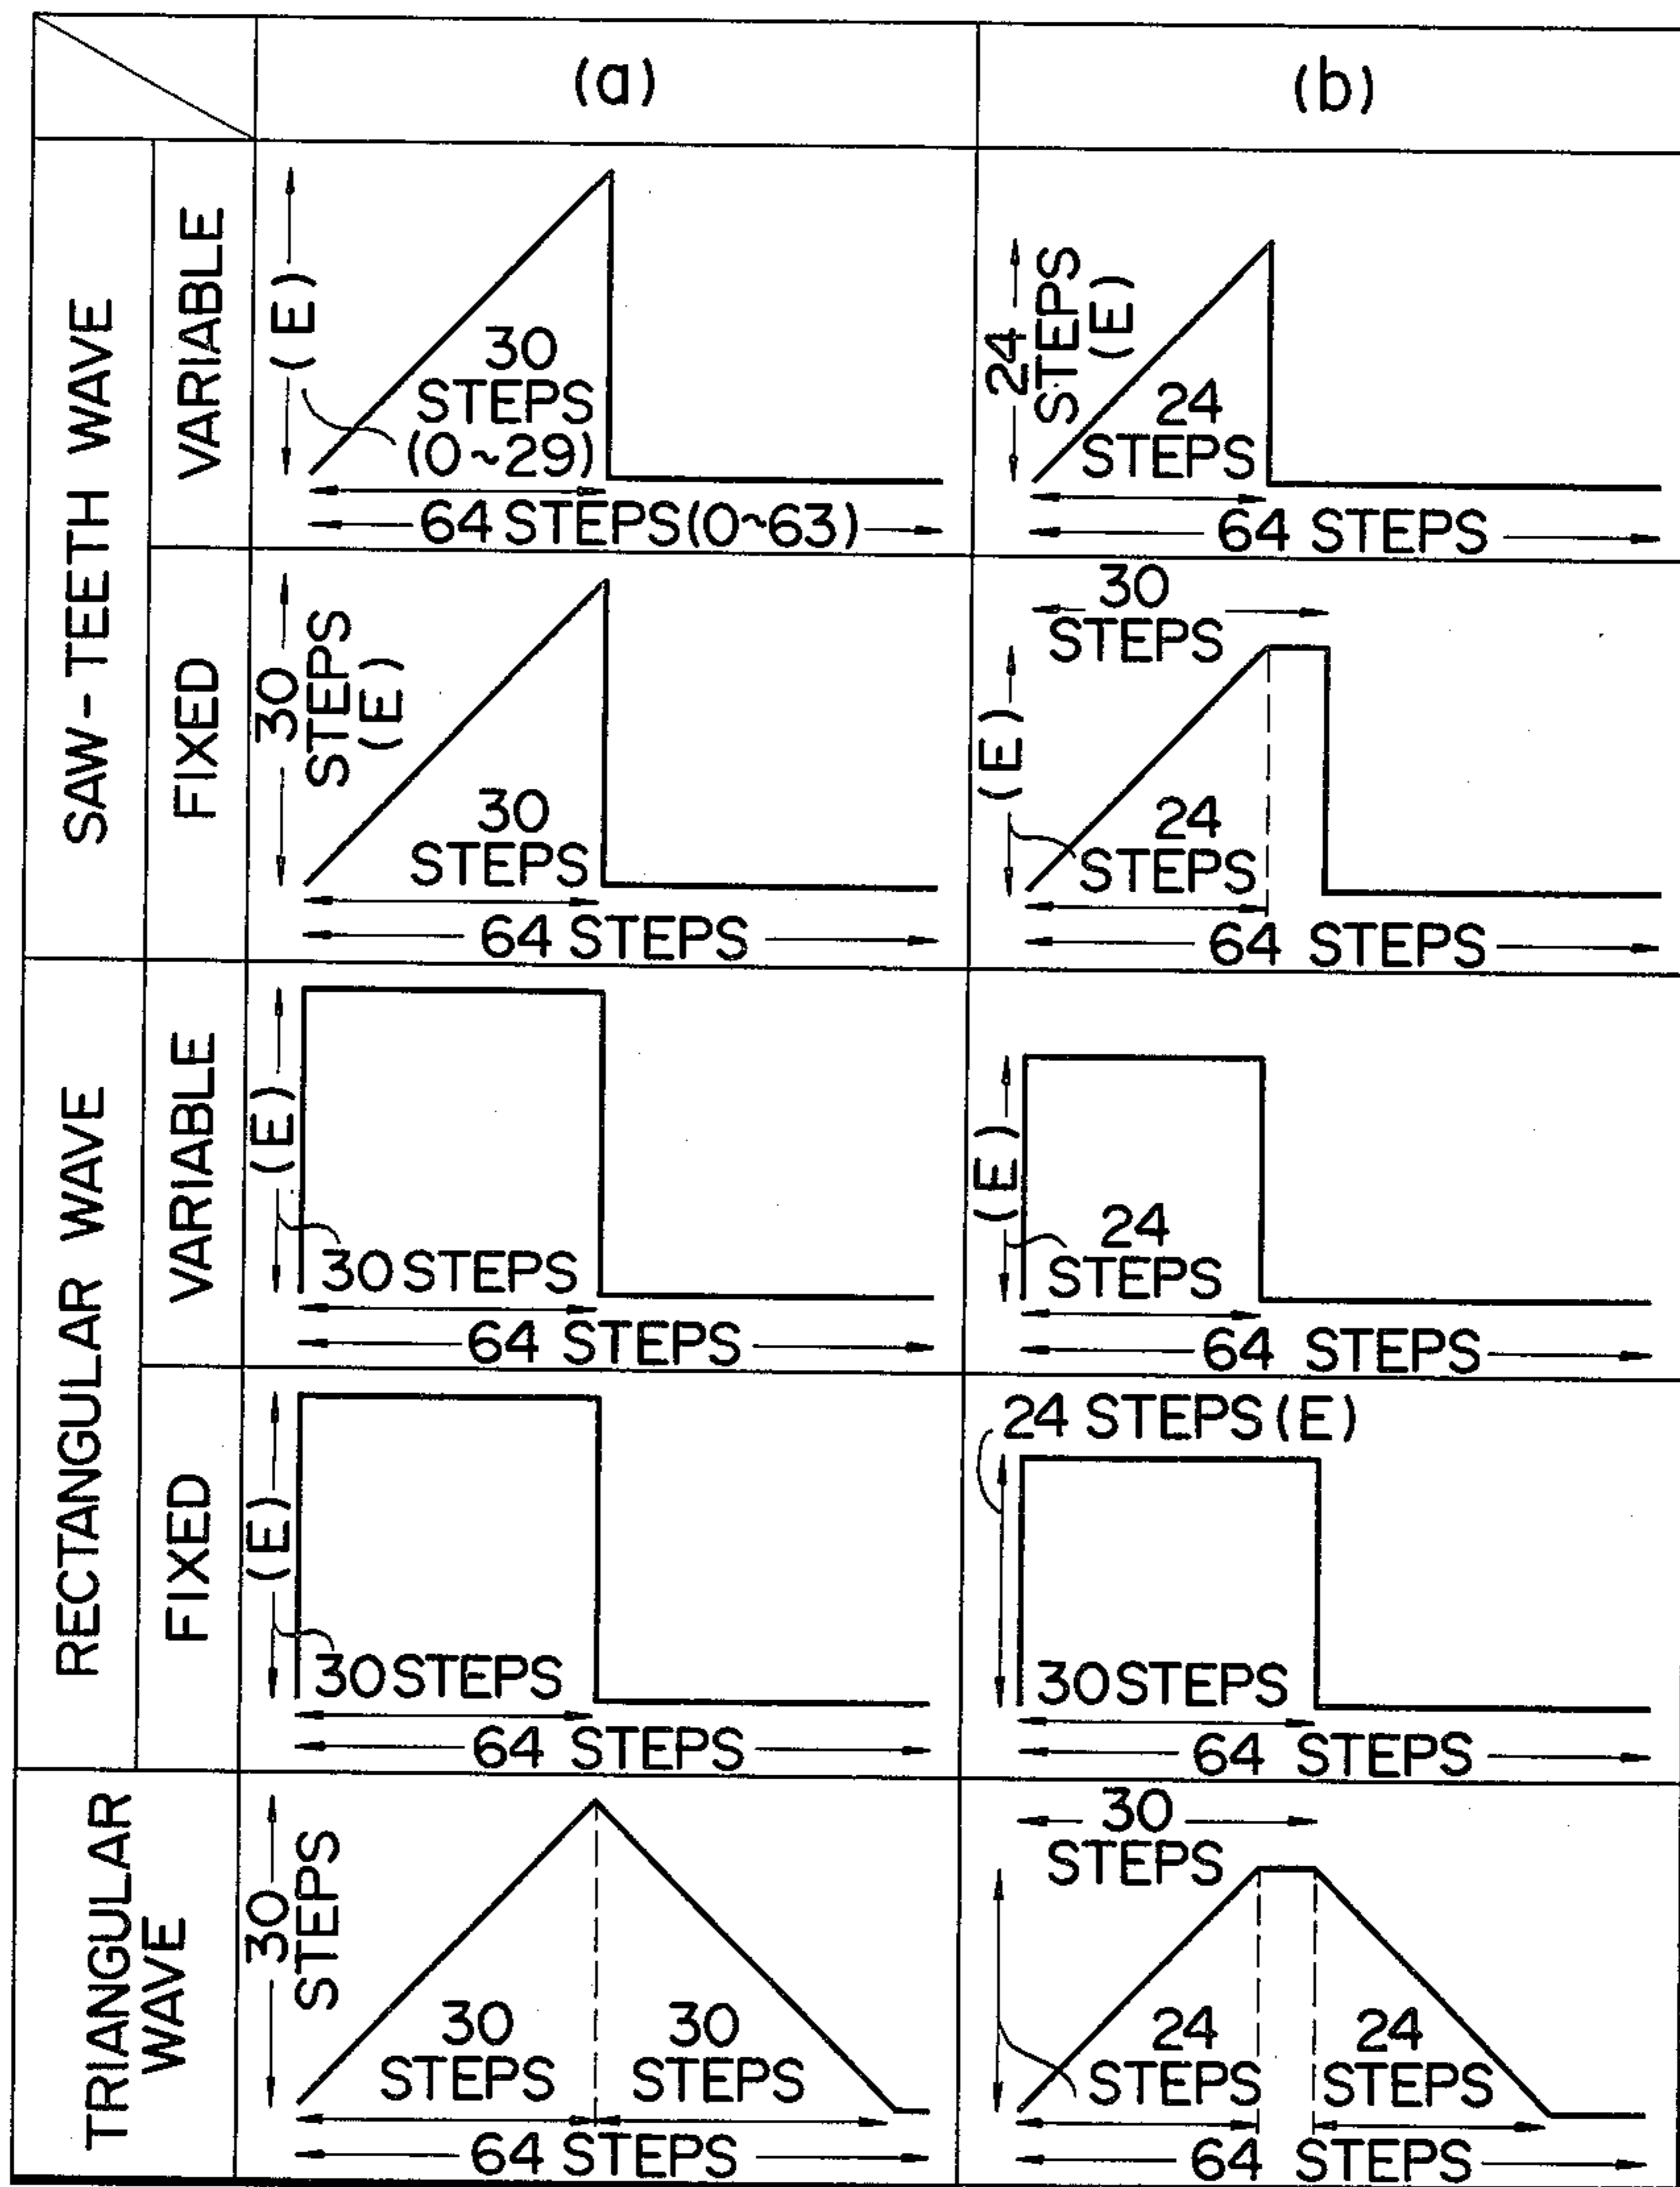 (a)
(b)
SAW-TEETH WAVE
VARIABLE
(E)
30
STEPS
(0~29)
64 STEPS(0~63)
24
STEPS
(E)
24
STEPS
64 STEPS
FIXED
30
STEPS
(E)
30
STEPS
64 STEPS
30
STEPS
(E)
24
STEPS
64 STEPS
RECTANGULAR WAVE
VARIABLE
(E)
30 STEPS
64 STEPS
(E)
24
STEPS
64 STEPS
FIXED
(E)
30 STEPS
64 STEPS
24 STEPS (E)
30 STEPS
64 STEPS
TRIANGULAR
WAVE
30
STEPS
30
STEPS
30
STEPS
64 STEPS
30
STEPS
24
STEPS
24
STEPS
64 STEPS